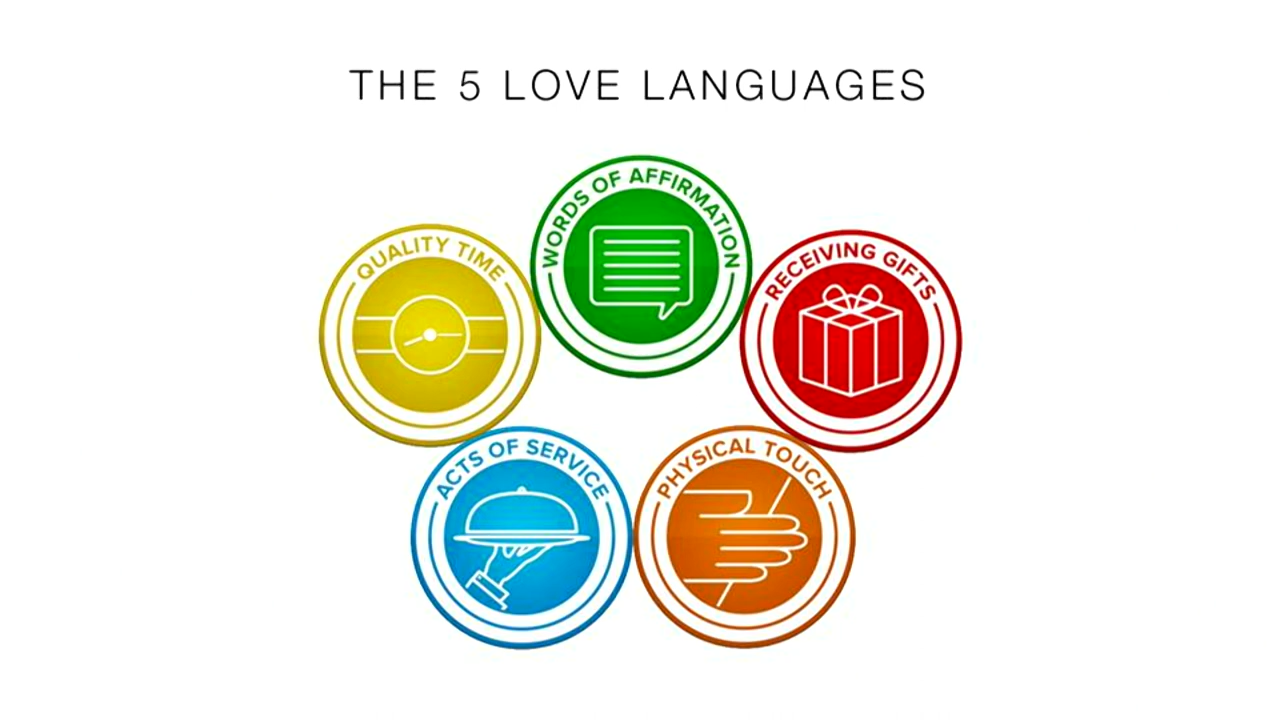 THE 5 LOVE LANGUAGES
WORDS OF AFFIRMATION
QUALITY TIME
RECEIVING GIFTS
ACTS OF SERVICE
PHYSICAL TOUCH